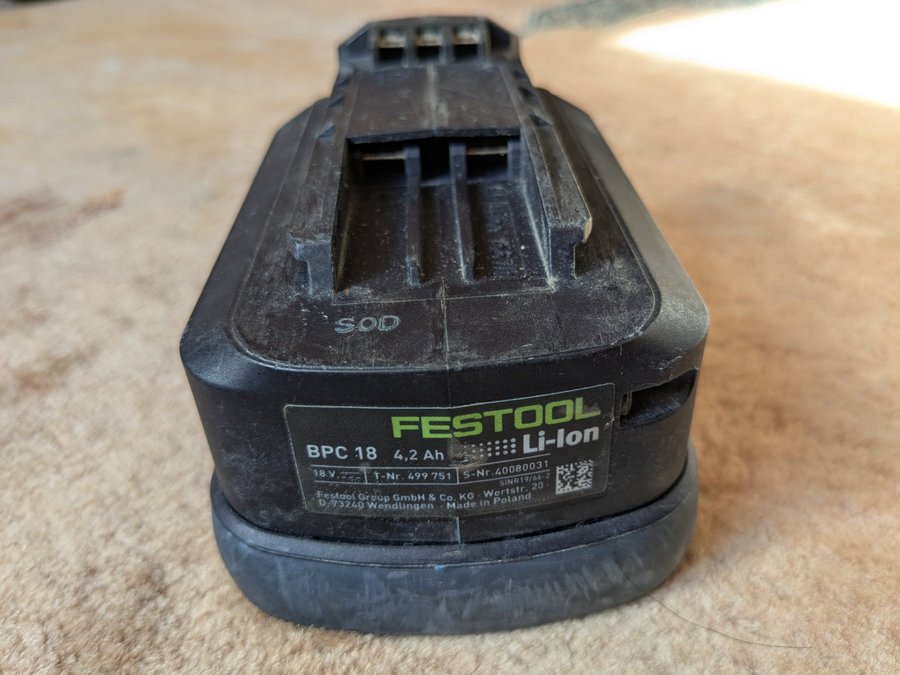 SOD
FESTOOL
BPC 18 4,2 Ah Li-Ion
18 V T-Nr. 499 751 S-Nr. 40080031
5INR19/66-2
Festool Group GmbH & Co. KG · Wertstr. 20 ·
D-73240 Wendlingen · Made in Poland